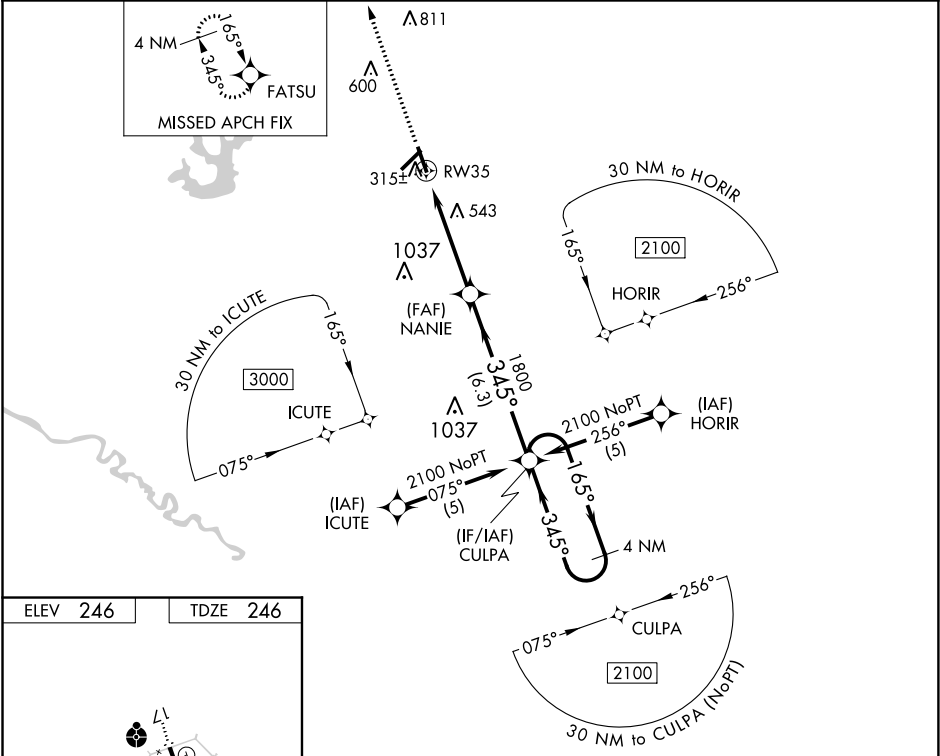 4 NM
165°
345°
FATSU
MISSED APCH FIX
811
600
315±
RW35
543
1037
(FAF)
NANIE
30 NM to HORIR
2100
165°
HORIR
256°
30 NM to ICUTE
3000
165°
ICUTE
075°
1800
345°
(6.3)
1037
2100 NoPT
256°
(5)
(IAF)
HORIR
2100 NoPT
075°
(5)
(IAF)
ICUTE
(IF/IAF)
CULPA
165°
345°
4 NM
256°
075°
CULPA
2100
30 NM to CULPA (NoPT)
ELEV 246
TDZE 246
17